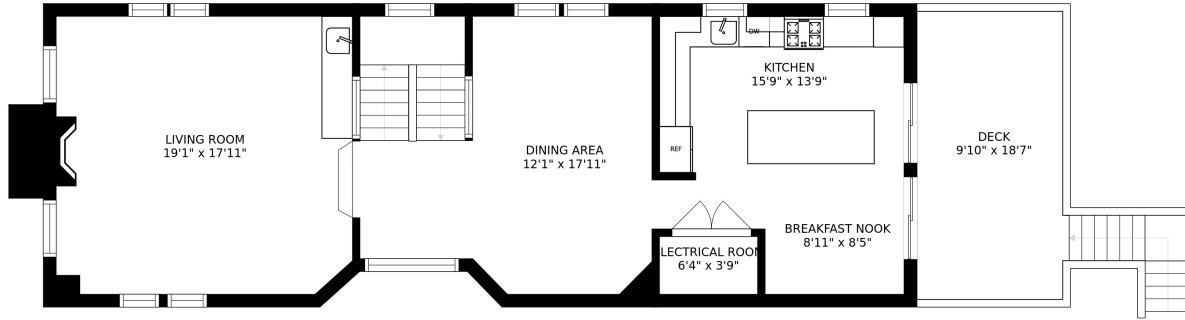 LIVING ROOM
19'1" x 17'11"
DINING AREA
12'1" x 17'11"
KITCHEN
15'9" x 13'9"
DW
REF
BREAKFAST NOOK
8'11" x 8'5"
LECTRICAL ROO
6'4" x 3'9"
DECK
9'10" x 18'7"